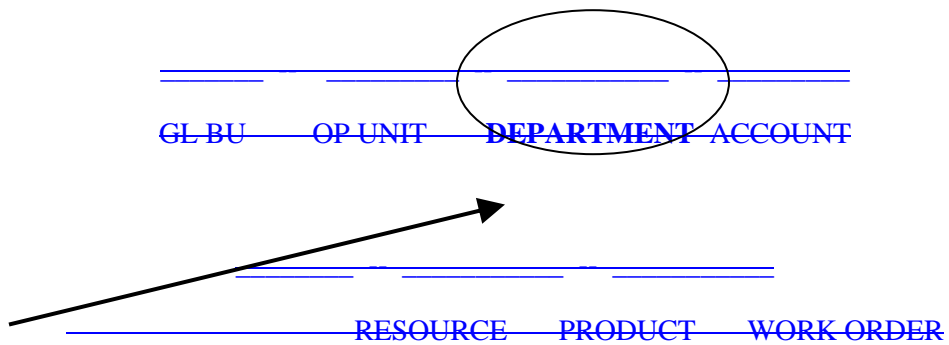 GL BU OP UNIT DEPARTMENT ACCOUNT
RESOURCE PRODUCT WORK ORDER